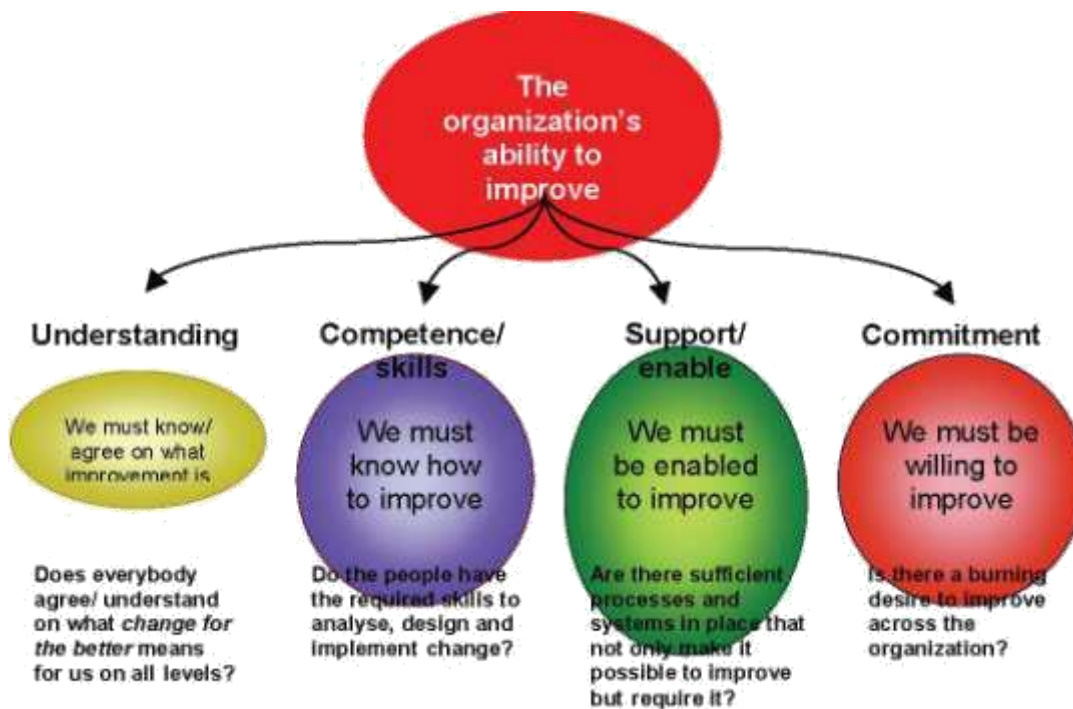 The
organization's
ability to
improve
Understanding
We must know/
agree on what
improvement is
Does everybody
agree/ understand
on what change for
the better means
for us on all levels?
Competence/
skills
We must
know how
to improve
Do the people have
the required skills to
analyse, design and
implement change?
Support/
enable
We must
be enabled
to improve
Are there sufficient
processes and
systems in place that
not only make it
possible to improve
but require it?
Commitment
We must be
willing to
improve
Is there a burning
desire to improve
across the
organization?